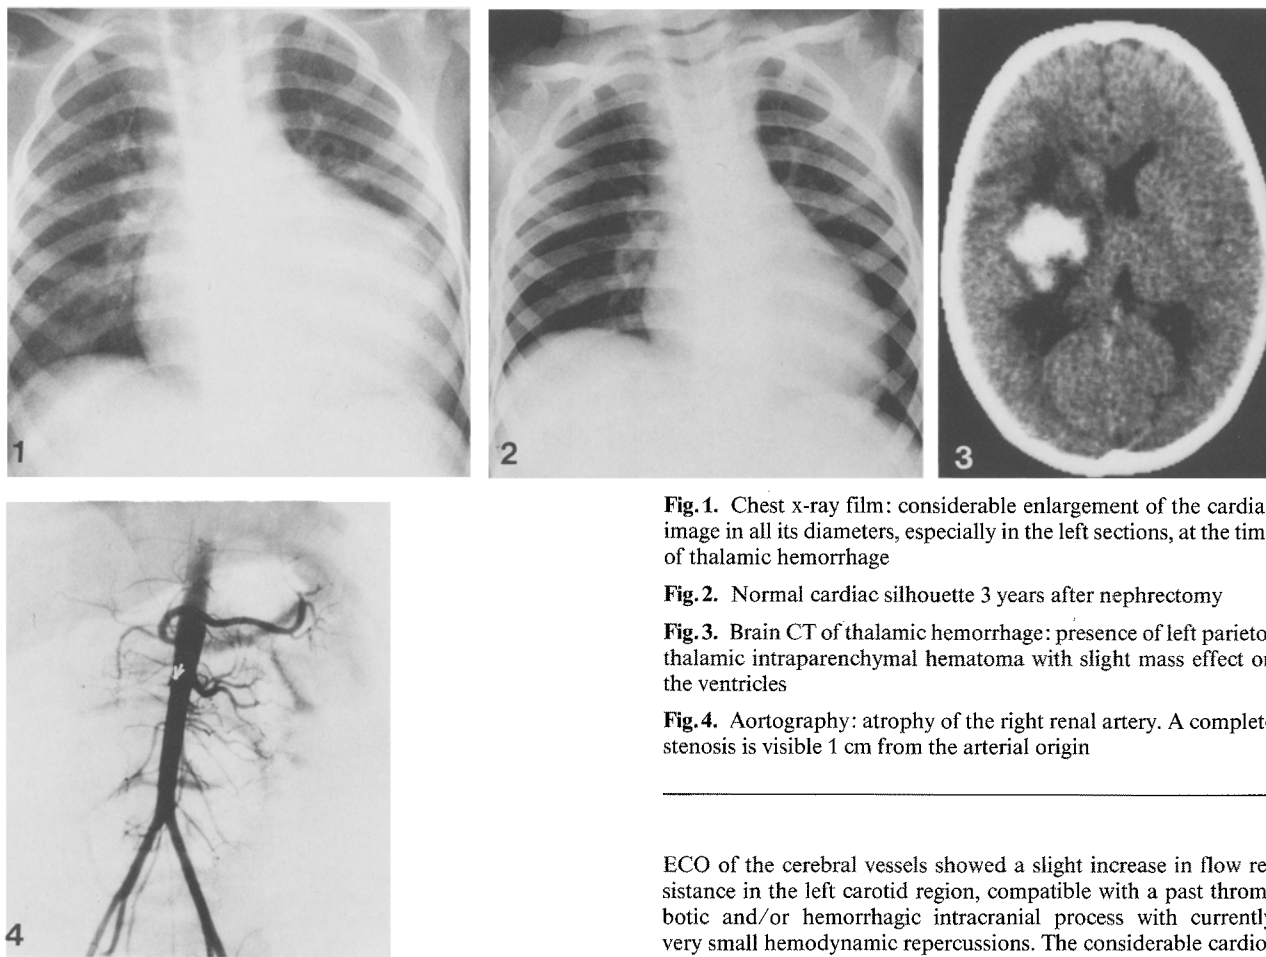 1
2
3
4
Fig.1. Chest x-ray film: considerable enlargement of the cardia
image in all its diameters, especially in the left sections, at the tim
of thalamic hemorrhage
Fig.2. Normal cardiac silhouette 3 years after nephrectomy
Fig.3. Brain CT of thalamic hemorrhage: presence of left parieto
thalamic intraparenchymal hematoma with slight mass effect o
the ventricles
Fig.4. Aortography: atrophy of the right renal artery. A complet
stenosis is visible 1 cm from the arterial origin
ECO of the cerebral vessels showed a slight increase in flow re-
sistance in the left carotid region, compatible with a past throm-
botic and/or hemorrhagic intracranial process with currently
very small hemodynamic repercussions. The considerable cardio-